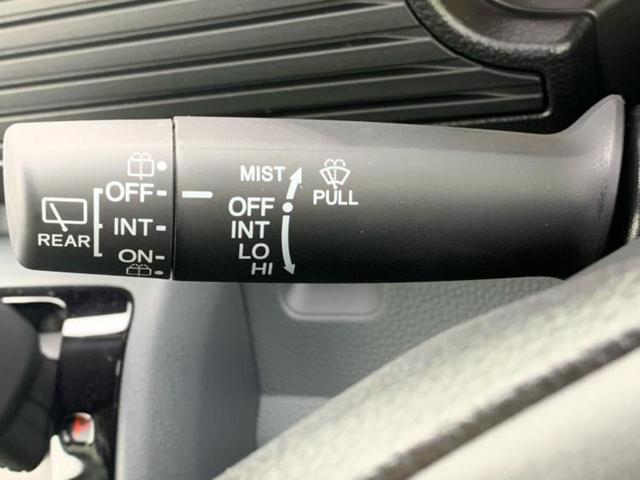 OFF
INT
ON
REAR
MIST
OFF
INT
LO
HI
PULL